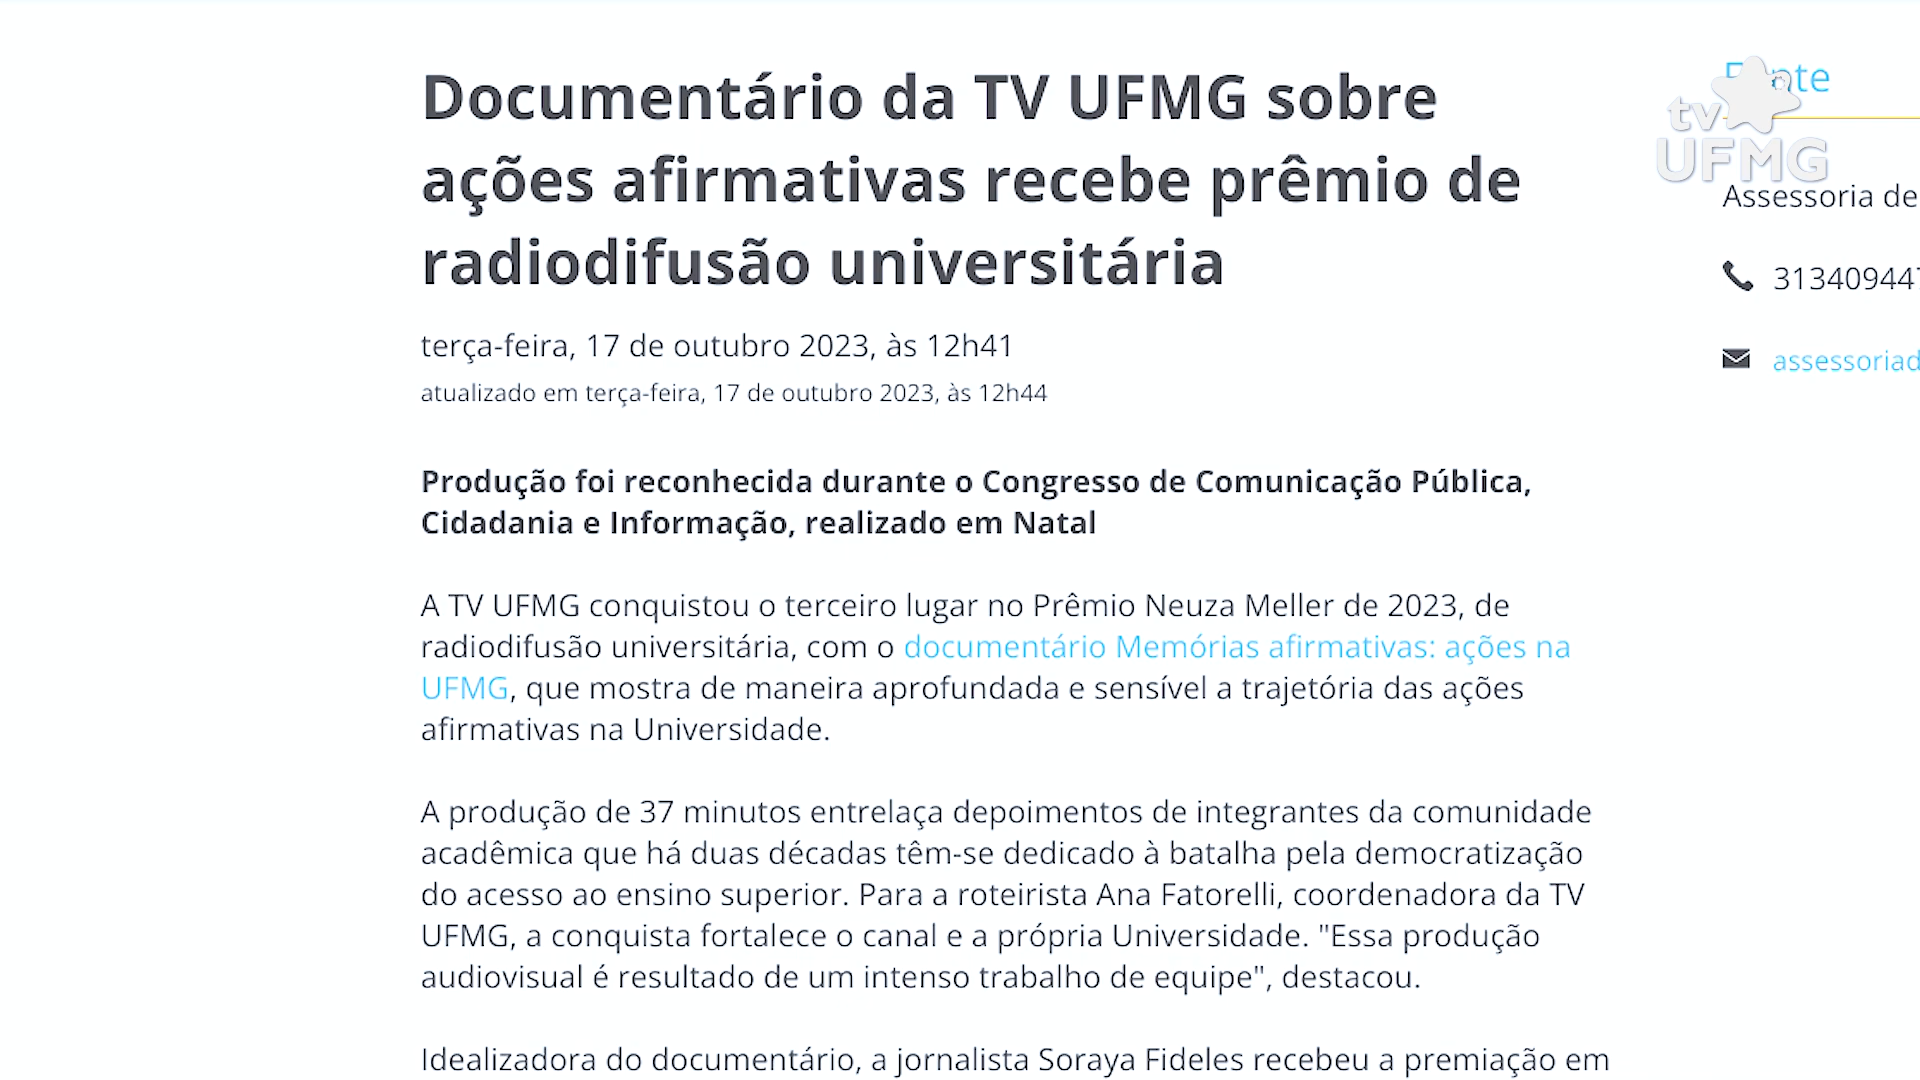 Documentário da TV UFMG sobre
ações afirmativas recebe prêmio de
radiodifusão universitária
terça-feira, 17 de outubro 2023, às 12h41
atualizado em terça-feira, 17 de outubro 2023, às 12h44
Produção foi reconhecida durante o Congresso de Comunicação Pública,
Cidadania e Informação, realizado em Natal
A TV UFMG conquistou o terceiro lugar no Prêmio Neuza Meller de 2023, de
radiodifusão universitária, com o documentário Memórias afirmativas: ações na
UFMG, que mostra de maneira aprofundada e sensível a trajetória das ações
afirmativas na Universidade.
A produção de 37 minutos entrelaça depoimentos de integrantes da comunidade
acadêmica que há duas décadas têm-se dedicado à batalha pela democratização
do acesso ao ensino superior. Para a roteirista Ana Fatorelli, coordenadora da TV
UFMG, a conquista fortalece o canal e a própria Universidade. "Essa produção
audiovisual é resultado de um intenso trabalho de equipe", destacou.
Idealizadora do documentário, a jornalista Soraya Fideles recebeu a premiação em
tv
UFMG
Assessoria de
313409447
assessoriad